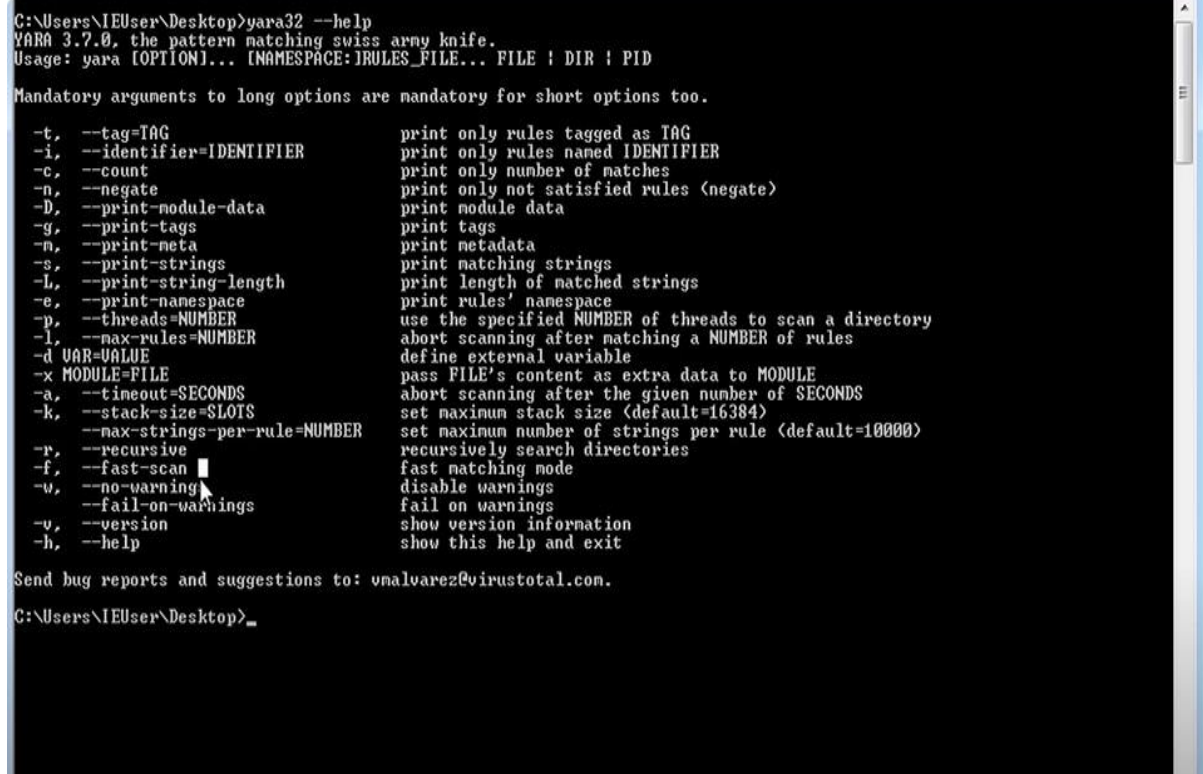 C:\Users\IEUser\Desktop>yara32 --help
YARA 3.7.0, the pattern matching swiss army knife.
Usage: yara [OPTION]... [NAMESPACE:]RULES_FILE... FILE | DIR | PID
Mandatory arguments to long options are mandatory for short options too.
-t, --tag=TAG print only rules tagged as TAG
-i, --identifier=IDENTIFIER print only rules named IDENTIFIER
-c, --count print only number of matches
-n, --negate print only not satisfied rules (negate)
-D, --print-module-data print module data
-g, --print-tags print tags
-m, --print-meta print metadata
-s, --print-strings print matching strings
-L, --print-string-length print length of matched strings
-e, --print-namespace print rules' namespace
-p, --threads=NUMBER use the specified NUMBER of threads to scan a directory
-l, --max-rules=NUMBER abort scanning after matching a NUMBER of rules
-d VAR=VALUE define external variable
-x MODULE=FILE pass FILE's content as extra data to MODULE
-a, --timeout=SECONDS abort scanning after the given number of SECONDS
-k, --stack-size=SLOTS set maximum stack size (default=16384)
--max-strings-per-rule=NUMBER set maximum number of strings per rule (default=10000)
-r, --recursive recursively search directories
-f, --fast-scan fast matching mode
-w, --no-warnings disable warnings
--fail-on-warnings fail on warnings
-v, --version show version information
-h, --help show this help and exit
Send bug reports and suggestions to: vmalvarez@virustotal.com.
C:\Users\IEUser\Desktop>_